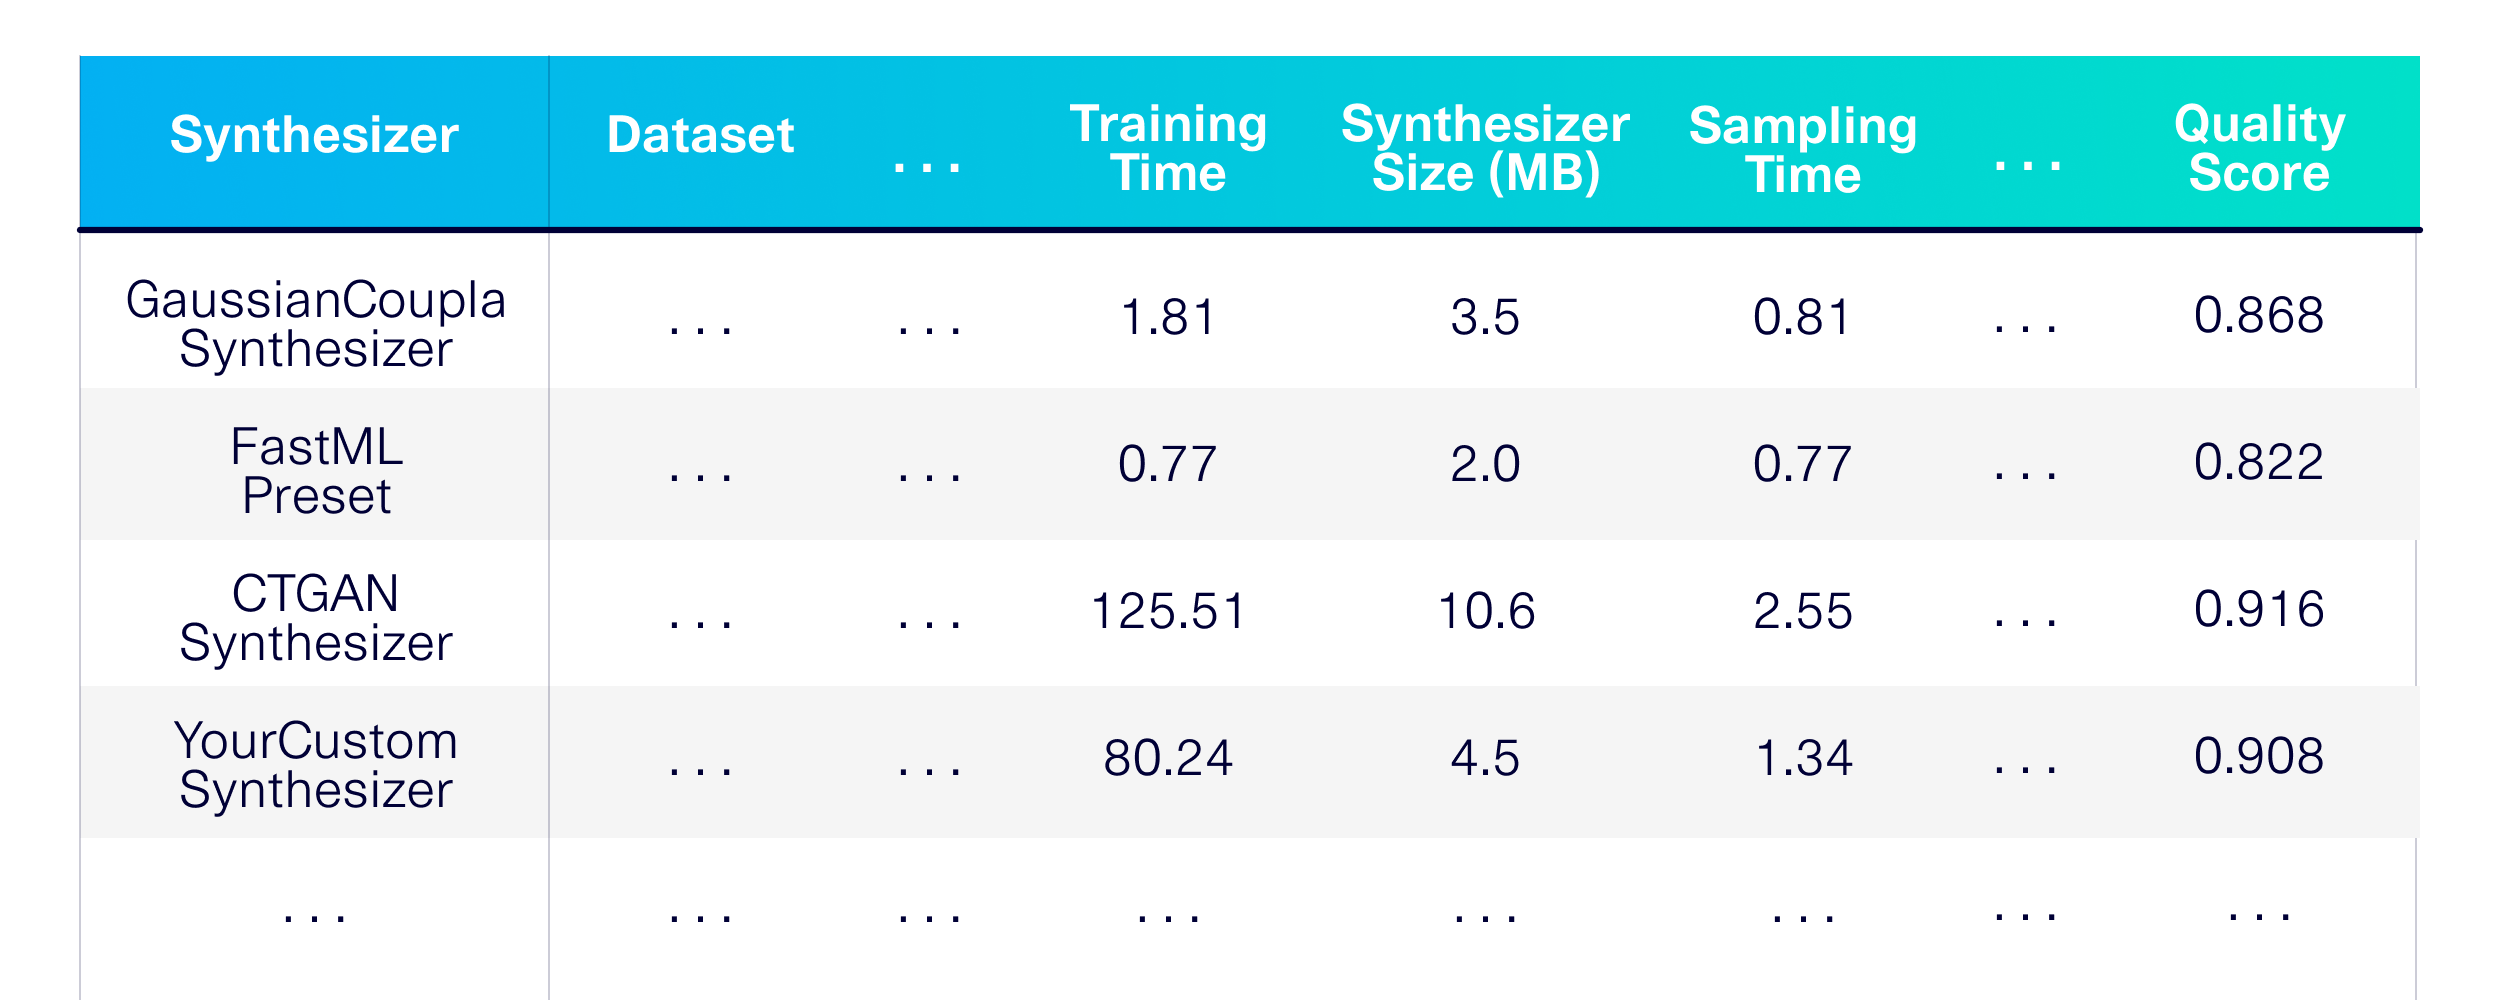 Synthesizer Dataset ... Training Time Synthesizer Size (MB) Sampling Time ... Quality Score
GaussianCoupla Synthesizer ... ... 1.81 3.5 0.81 ... 0.868
FastML Preset ... ... 0.77 2.0 0.77 ... 0.822
CTGAN Synthesizer ... ... 125.51 10.6 2.55 ... 0.916
YourCustom Synthesizer ... ... 80.24 4.5 1.34 ... 0.908
... ... ... ... ... ... ... ...